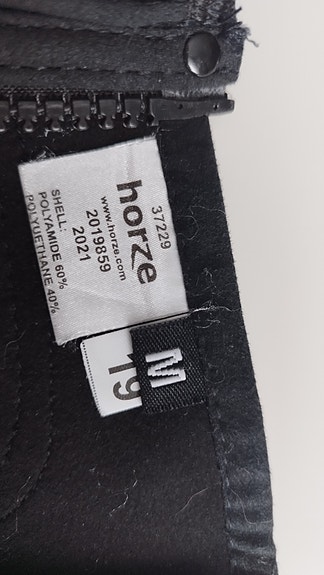 37229
horze
www.horze.com
2019859
2021
SHELL:
POLYAMIDE 60%
POLYURETHANE 40%
M
19